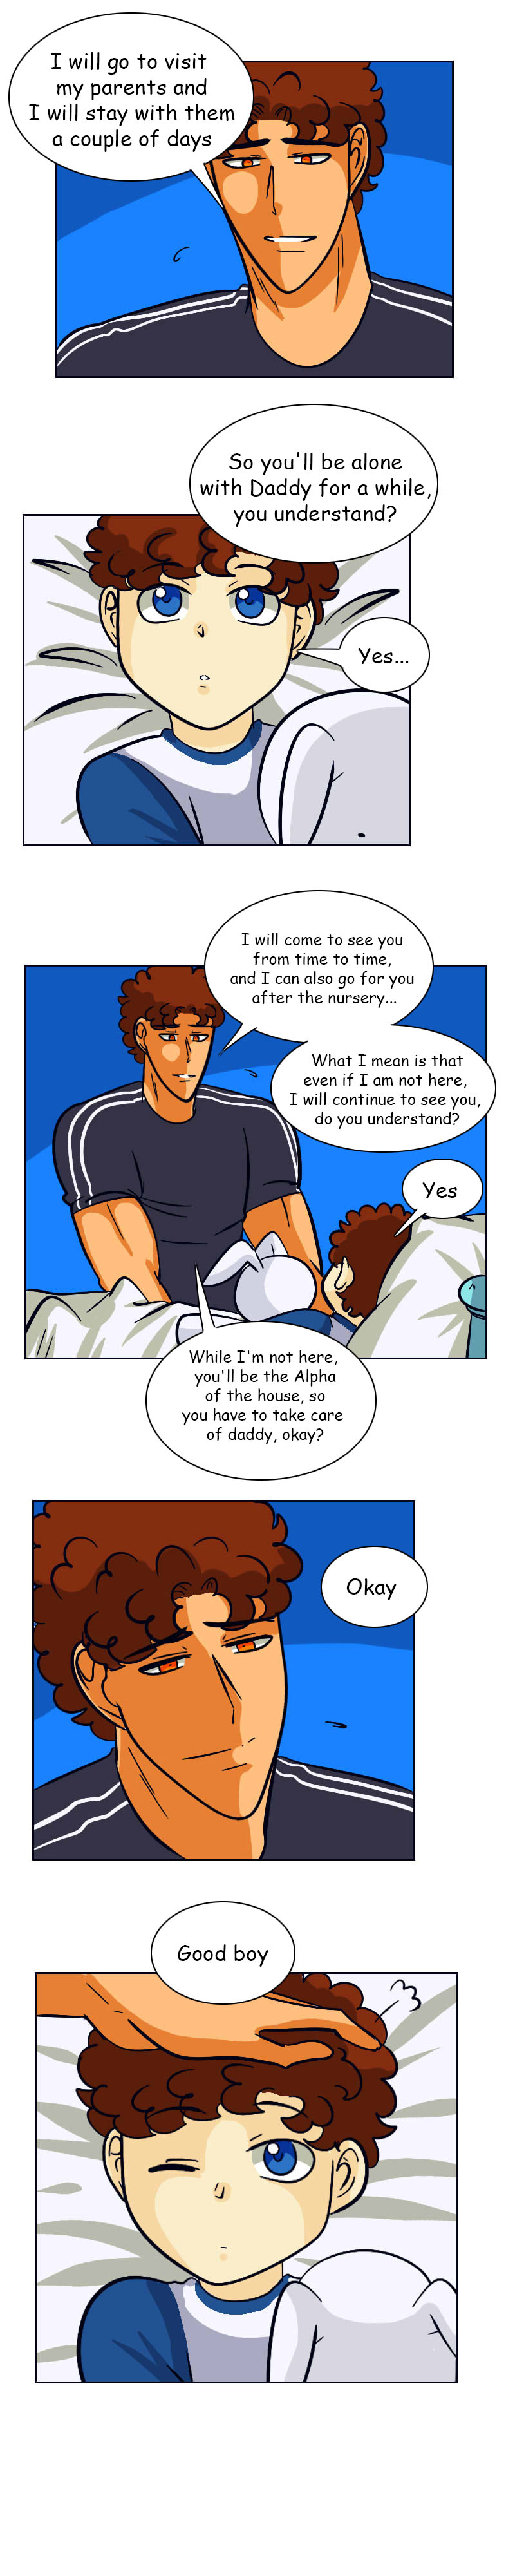 I will go to visit
my parents and
I will stay with them
a couple of days
So you'll be alone
with Daddy for a while,
you understand?
Yes...
I will come to see you
from time to time,
and I can also go for you
after the nursery...
What I mean is that
even if I am not here,
I will continue to see you,
do you understand?
Yes
While I'm not here,
you'll be the Alpha
of the house, so
you have to take care
of daddy, okay?
Okay
Good boy